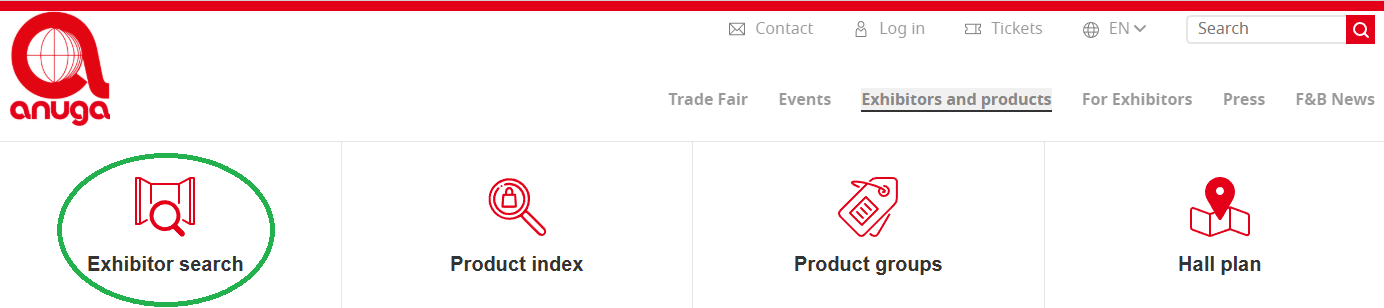 Contact Log in Tickets EN Search
anuga
Trade Fair Events Exhibitors and products For Exhibitors Press F&B News
Exhibitor search Product index Product groups Hall plan